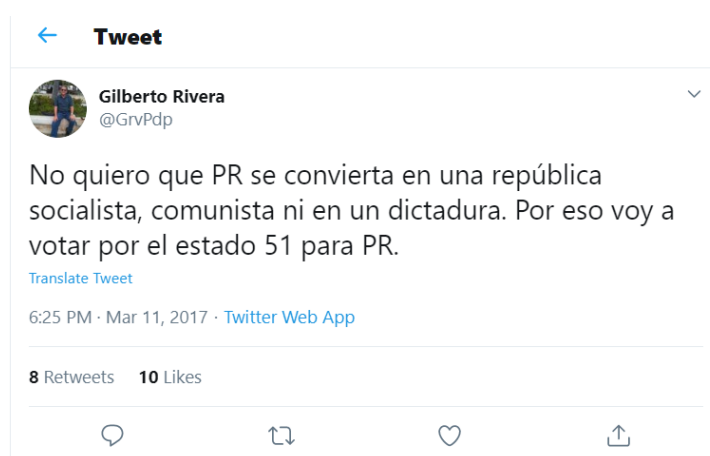 Tweet
Gilberto Rivera
@GrvPdp
No quiero que PR se convierta en una república
socialista, comunista ni en un dictadura. Por eso voy a
votar por el estado 51 para PR.
Translate Tweet
6:25 PM · Mar 11, 2017 · Twitter Web App
8 Retweets 10 Likes